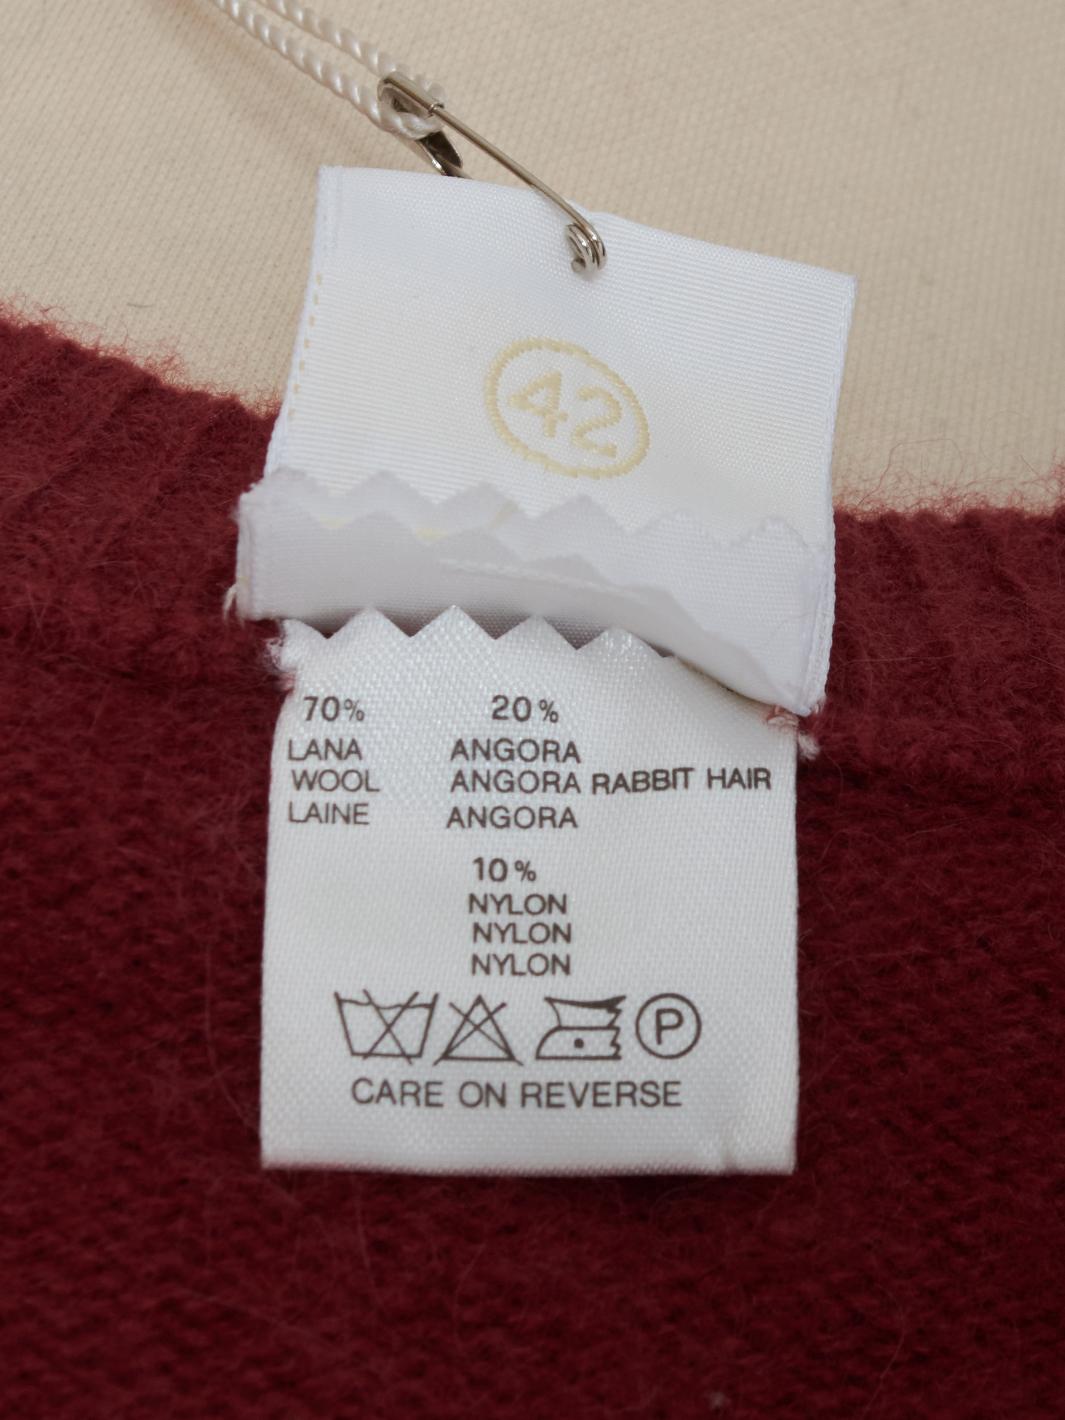 42
70% 20%
LANA ANGORA
WOOL ANGORA RABBIT HAIR
LAINE ANGORA
10%
NYLON
NYLON
NYLON
P
CARE ON REVERSE